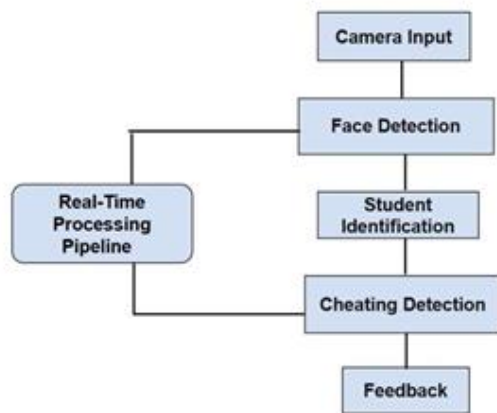 Camera Input
Face Detection
Real-Time
Processing
Pipeline
Student
Identification
Cheating Detection
Feedback